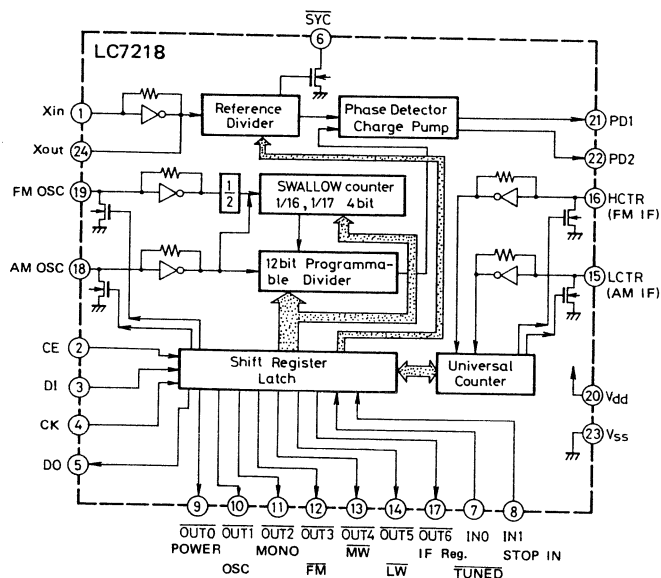 SYC
6
LC7218
Xin
1
Xout
24
Reference
Divider
Phase Detector
Charge Pump
21
PD1
22
PD2
FM OSC
19
1/2
SWALLOW counter
1/16, 1/17 4bit
16
HCTR
(FM IF)
AM OSC
18
12bit Programma-
ble Divider
15
LCTR
(AM IF)
CE
2
DI
3
CK
4
DO
5
Shift Register
Latch
Universal
Counter
20
Vdd
23
Vss
9
10
11
12
13
14
17
7
8
OUT0
OUT1
OUT2
OUT3
OUT4
OUT5
OUT6
IN0
IN1
POWER
MONO
MW
IF Reg.
STOP IN
OSC
FM
LW
TUNED